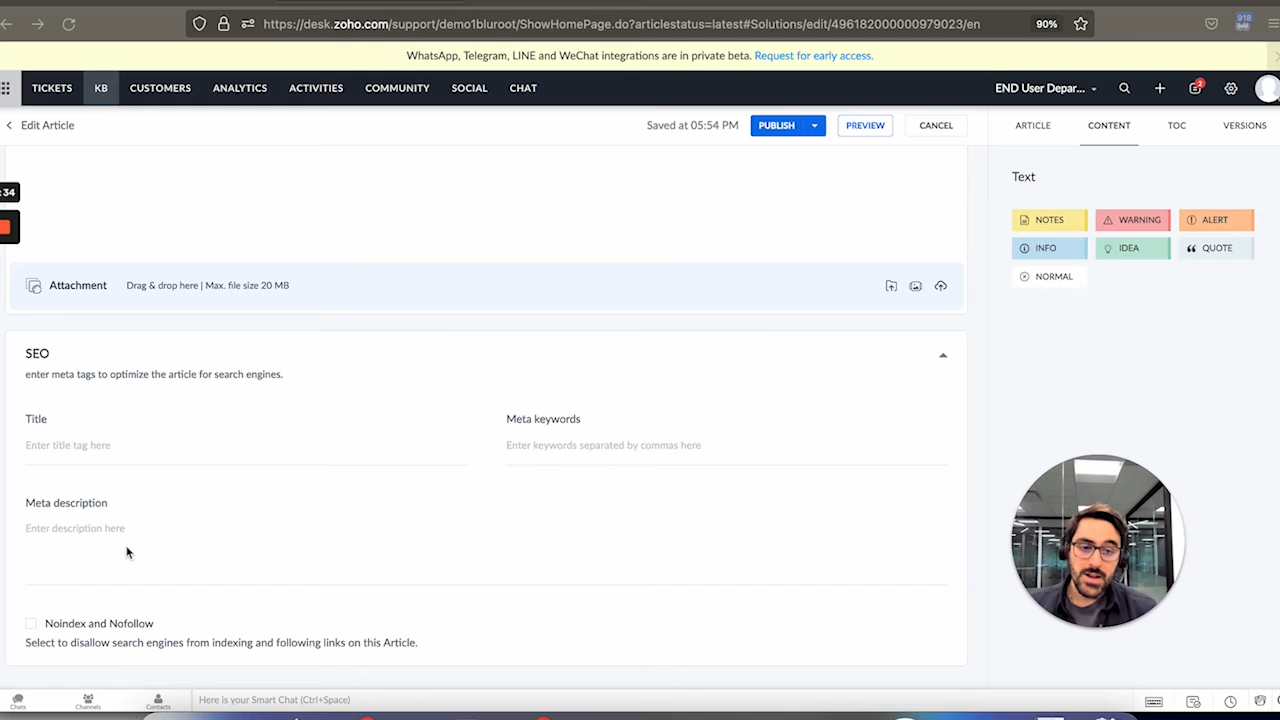 https://desk.zoho.com/support/demo1bluroot/ShowHomePage.do?articlestatus=latest#Solutions/edit/496182000000979023/en
90%
918
WhatsApp, Telegram, LINE and WeChat integrations are in private beta. Request for early access.
TICKETS KB CUSTOMERS ANALYTICS ACTIVITIES COMMUNITY SOCIAL CHAT END User Depar... 2
Edit Article Saved at 05:54 PM PUBLISH PREVIEW CANCEL
ARTICLE CONTENT TOC VERSIONS
:34
Text
NOTES WARNING ALERT
INFO IDEA QUOTE
NORMAL
Attachment Drag & drop here | Max. file size 20 MB
SEO
enter meta tags to optimize the article for search engines.
Title Meta keywords
Enter title tag here Enter keywords separated by commas here
Meta description
Enter description here
Noindex and Nofollow
Select to disallow search engines from indexing and following links on this Article.
Chats Channels Contacts Here is your Smart Chat (Ctrl+Space)